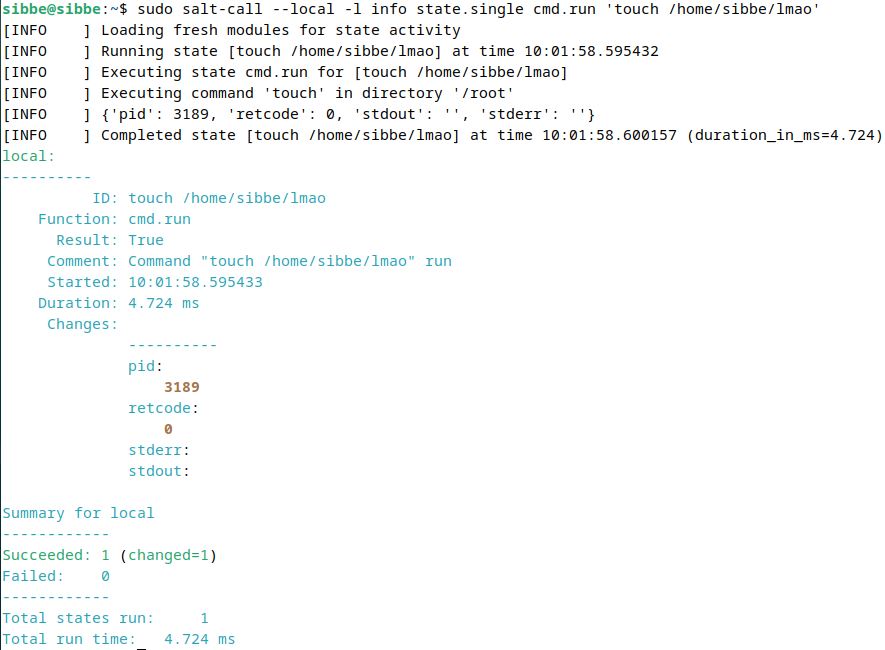 sibbe@sibbe:~$ sudo salt-call --local -l info state.single cmd.run 'touch /home/sibbe/lmao'
[INFO    ] Loading fresh modules for state activity
[INFO    ] Running state [touch /home/sibbe/lmao] at time 10:01:58.595432
[INFO    ] Executing state cmd.run for [touch /home/sibbe/lmao]
[INFO    ] Executing command 'touch' in directory '/root'
[INFO    ] {'pid': 3189, 'retcode': 0, 'stdout': '', 'stderr': ''}
[INFO    ] Completed state [touch /home/sibbe/lmao] at time 10:01:58.600157 (duration_in_ms=4.724)
local:
----------
          ID: touch /home/sibbe/lmao
    Function: cmd.run
      Result: True
     Comment: Command "touch /home/sibbe/lmao" run
     Started: 10:01:58.595433
    Duration: 4.724 ms
     Changes:
              ----------
              pid:
                  3189
              retcode:
                  0
              stderr:
              stdout:

Summary for local
------------
Succeeded: 1 (changed=1)
Failed:    0
------------
Total states run:     1
Total run time:   4.724 ms